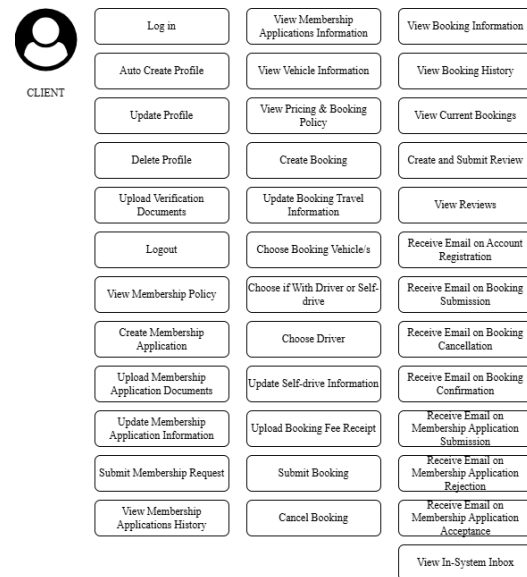 CLIENT
Log in
Auto Create Profile
Update Profile
Delete Profile
Upload Verification
Documents
Logout
View Membership Policy
Create Membership
Application
Upload Membership
Application Documents
Update Membership
Application Information
Submit Membership Request
View Membership
Applications History
View Membership
Applications Information
View Vehicle Information
View Pricing & Booking
Policy
Create Booking
Update Booking Travel
Information
Choose Booking Vehicle/s
Choose if With Driver or Self-
drive
Choose Driver
Update Self-drive Information
Upload Booking Fee Receipt
Submit Booking
Cancel Booking
View Booking Information
View Booking History
View Current Bookings
Create and Submit Review
View Reviews
Receive Email on Account
Registration
Receive Email on Booking
Submission
Receive Email on Booking
Cancellation
Receive Email on Booking
Confirmation
Receive Email on
Membership Application
Submission
Receive Email on
Membership Application
Rejection
Receive Email on
Membership Application
Acceptance
View In-System Inbox